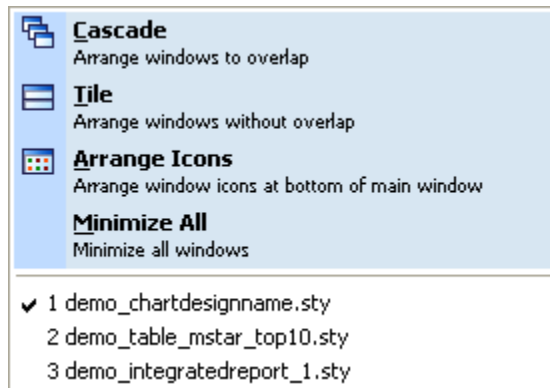 Cascade
Arrange windows to overlap
Tile
Arrange windows without overlap
Arrange Icons
Arrange window icons at bottom of main window
Minimize All
Minimize all windows
1 demo_chartdesignname.sty
2 demo_table_mstar_top10.sty
3 demo_integratedreport_1.sty